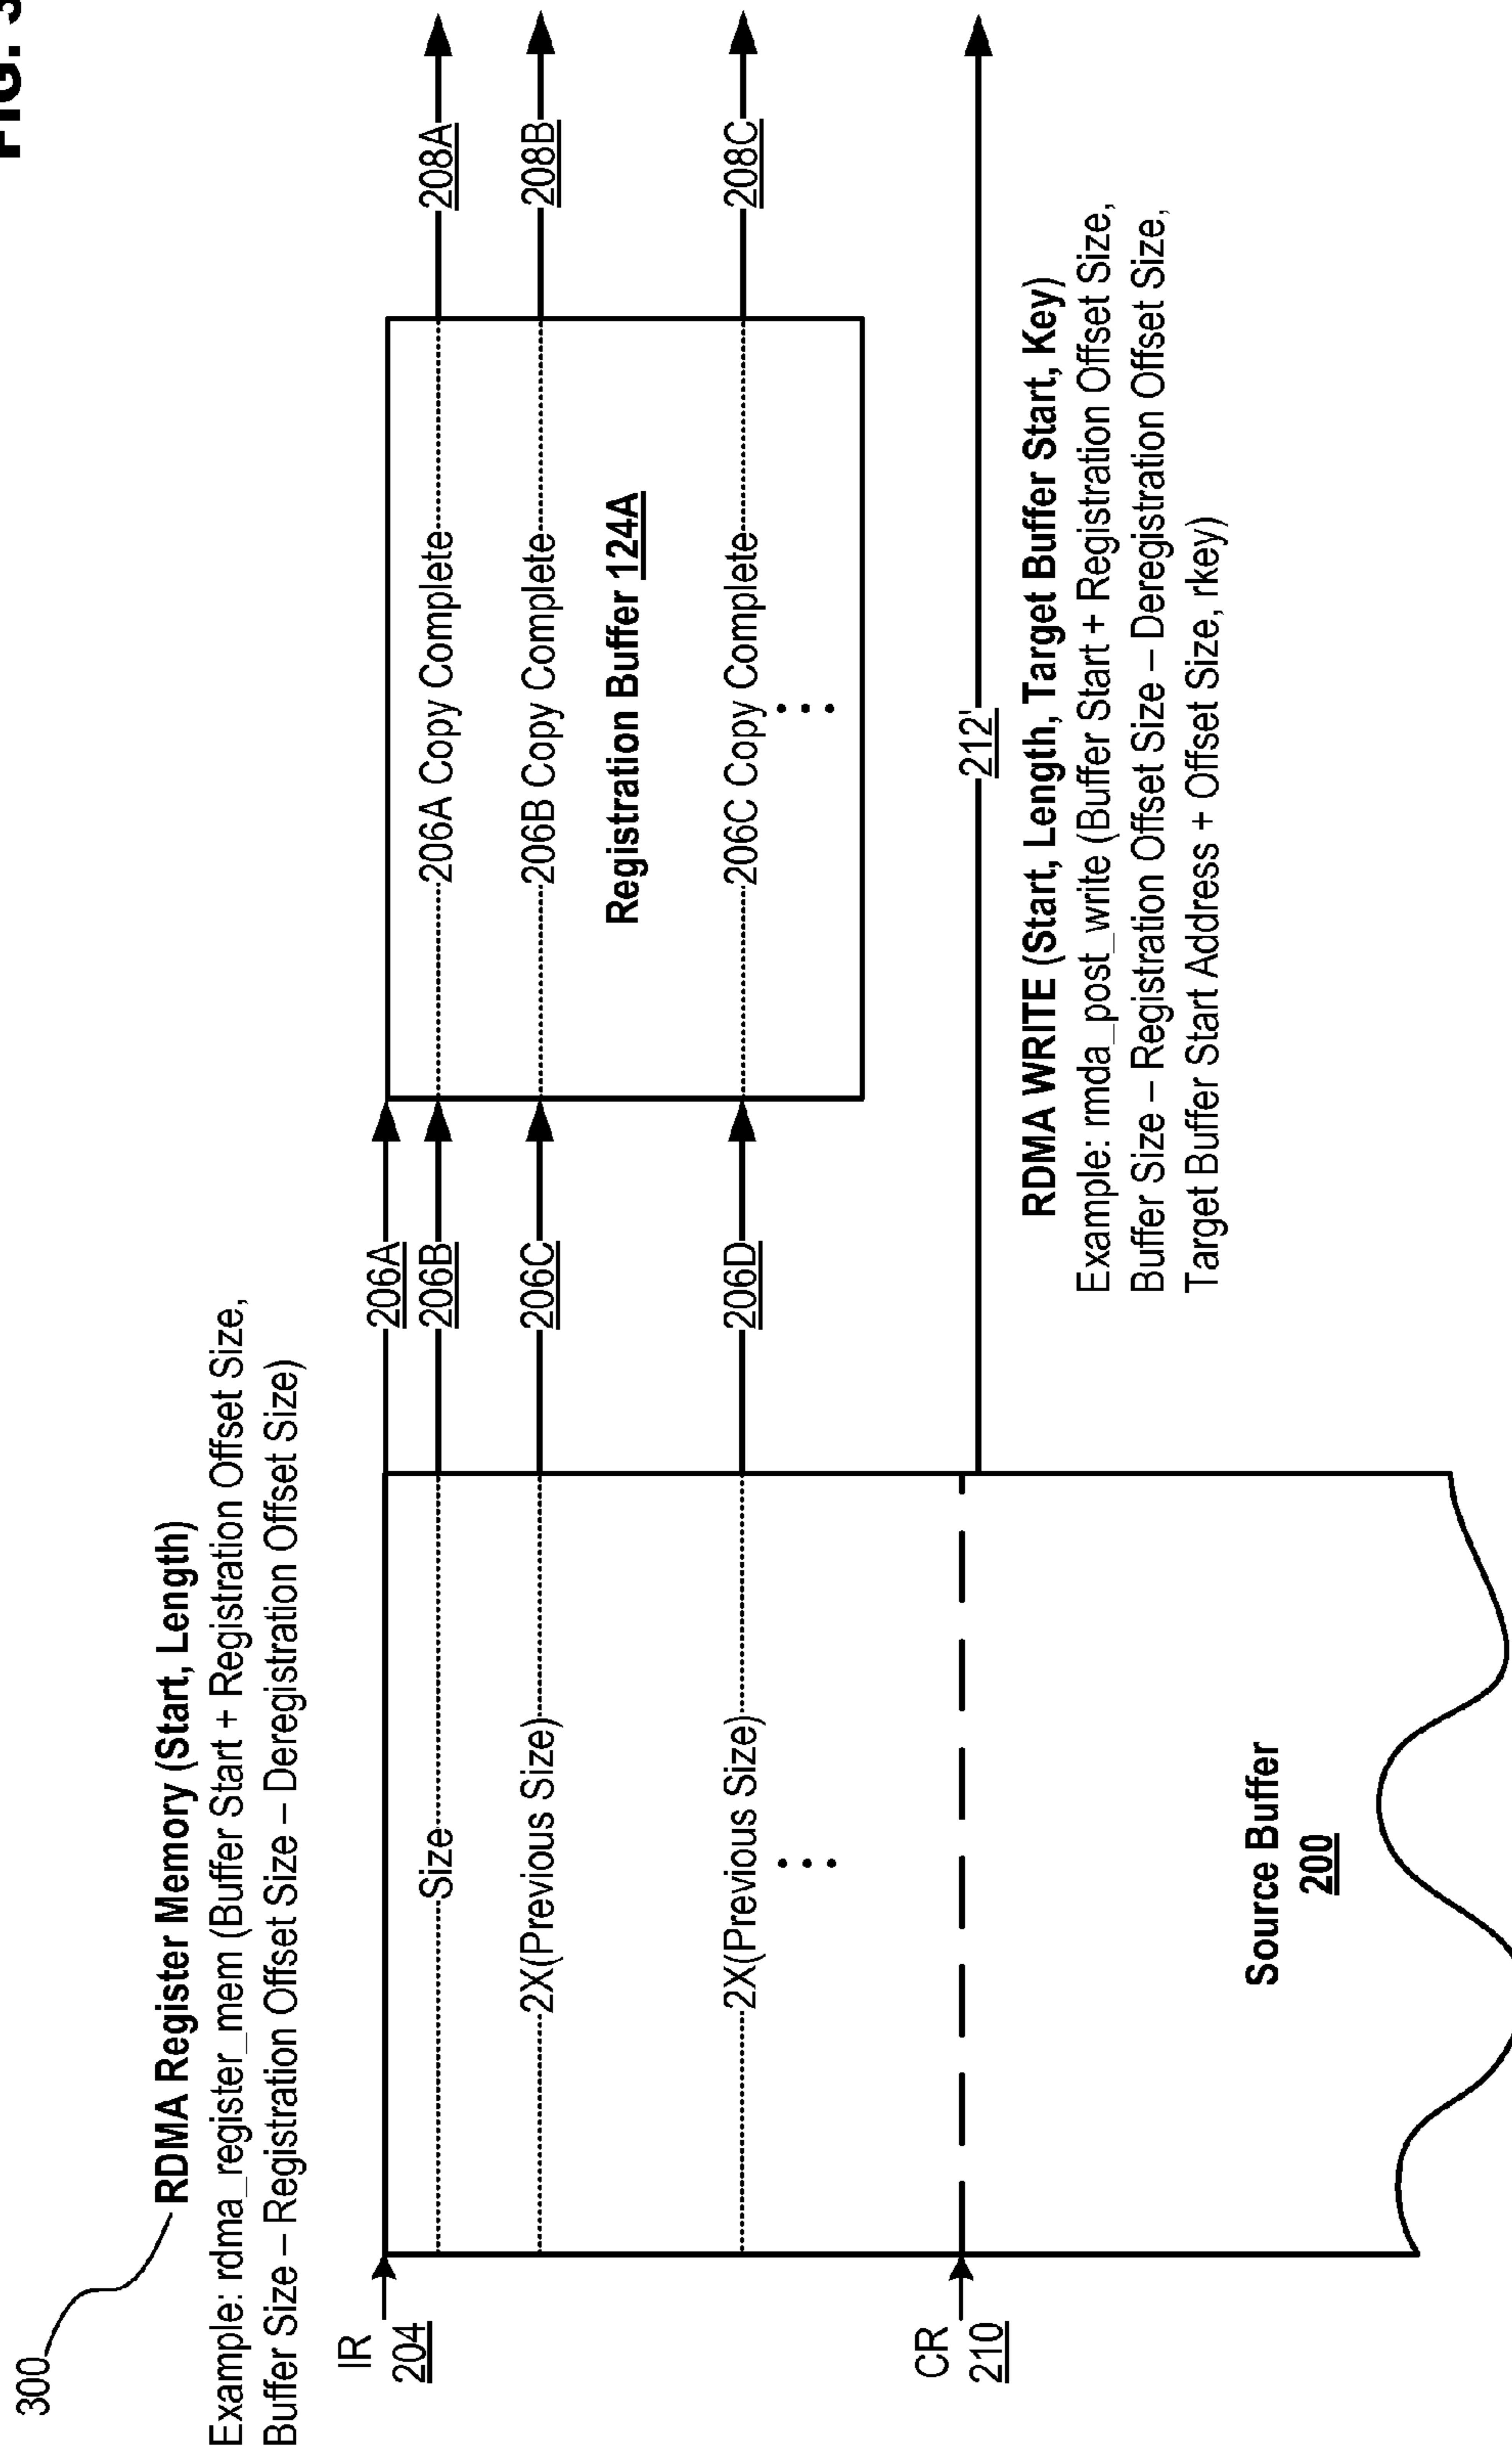 FIG. 3
300
RDMA Register Memory (Start, Length)
Example: rdma_register_mem (Buffer Start + Registration Offset Size,
Buffer Size – Registration Offset Size – Deregistration Offset Size)
IR
204
206A
Size
206B
206A Copy Complete
208A
2X(Previous Size)
206C
206B Copy Complete
208B
Registration Buffer 124A
2X(Previous Size)
206D
206C Copy Complete
208C
CR
210
212'
RDMA WRITE (Start, Length, Target Buffer Start, Key)
Example: rmda_post_write (Buffer Start + Registration Offset Size,
Buffer Size – Registration Offset Size – Deregistration Offset Size,
Target Buffer Start Address + Offset Size, rkey)
Source Buffer
200